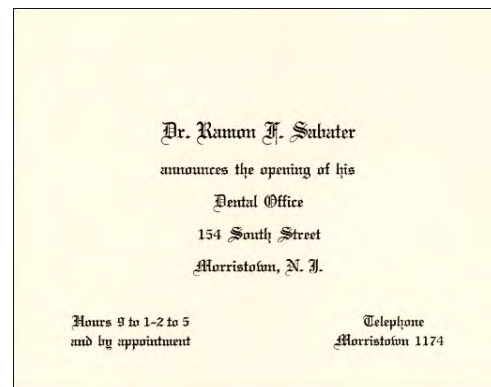 Dr. Ramon F. Sabater
announces the opening of his
Dental Office
154 South Street
Morristown, N. J.
Hours 9 to 1-2 to 5
and by appointment
Telephone
Morristown 1174